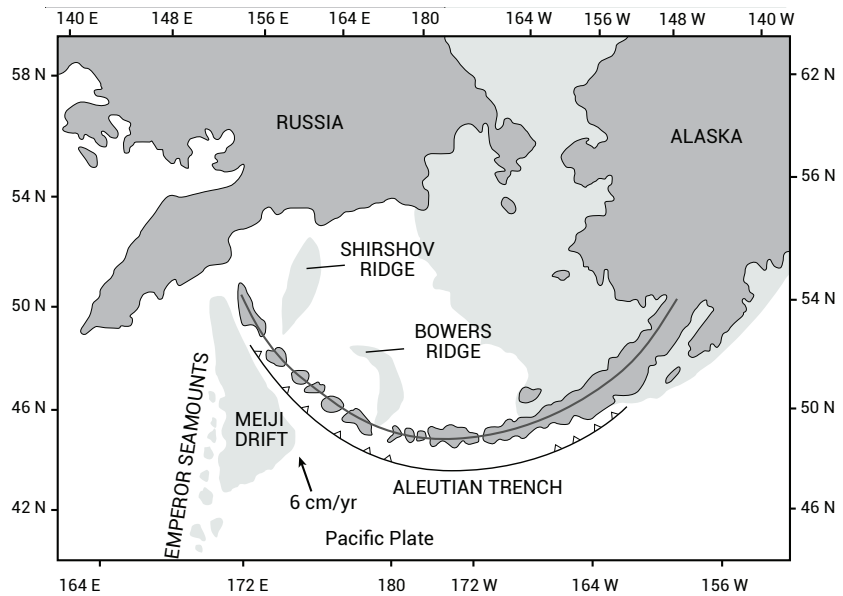 140 E 148 E 156 E 164 E 180 164 W 156 W 148 W 140 W
58 N
62 N
RUSSIA
ALASKA
56 N
54 N
SHIRSHOV
RIDGE
50 N
54 N
BOWERS
RIDGE
EMPEROR SEAMOUNTS
46 N
50 N
MEIJI
DRIFT
ALEUTIAN TRENCH
6 cm/yr
42 N
46 N
Pacific Plate
164 E 172 E 180 172 W 164 W 156 W